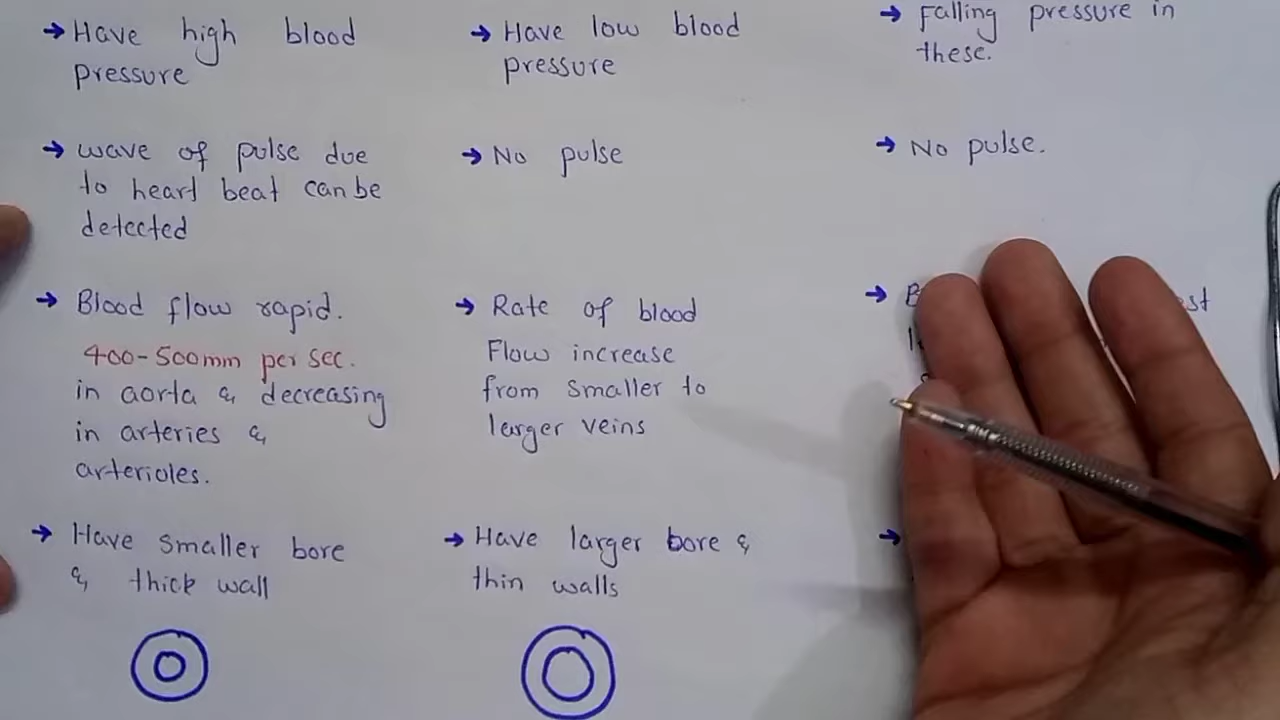 → Have high blood
pressure
→ wave of pulse due
to heart beat can be
detected
→ Blood flow rapid.
400-500mm per sec.
in aorta & decreasing
in arteries &
arterioles.
→ Have smaller bore
& thick wall
→ Have low blood
pressure
→ No pulse
→ Rate of blood
Flow increase
from smaller to
larger veins
→ Have larger bore &
thin walls
→ Falling pressure in
these.
→ No pulse.
→
→